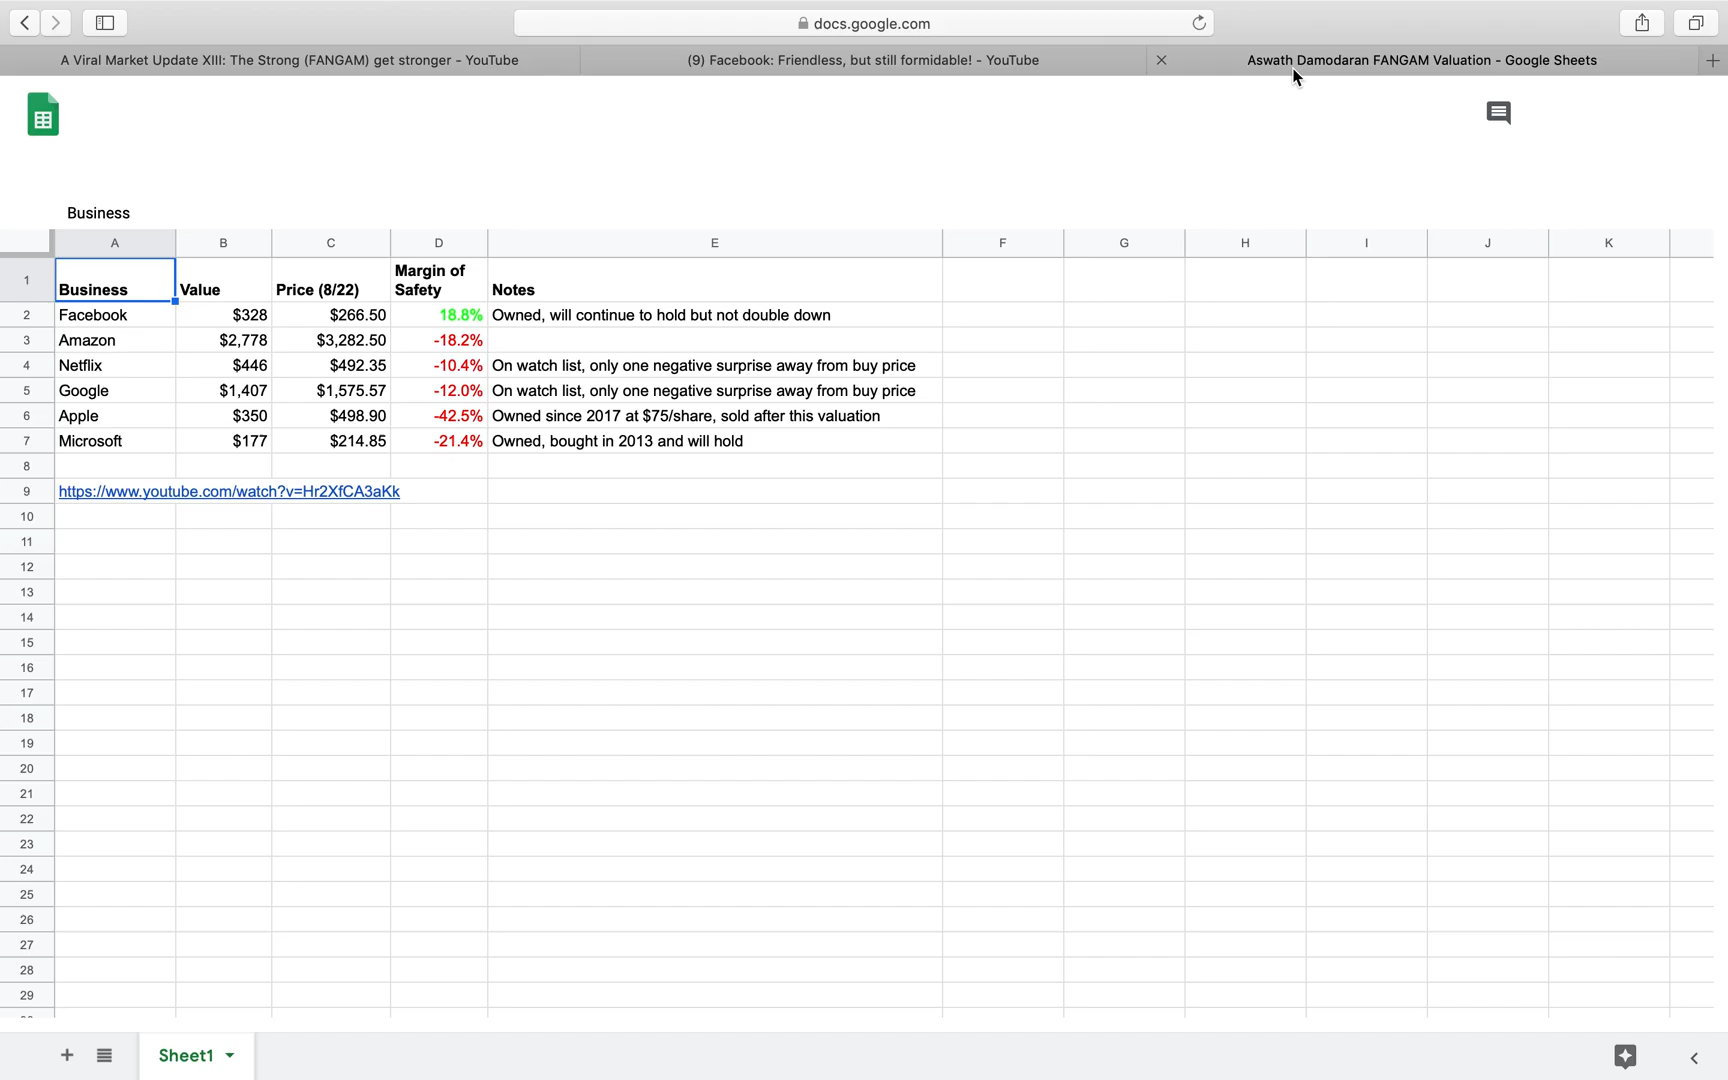 docs.google.com
A Viral Market Update XIII: The Strong (FANGAM) get stronger - YouTube
(9) Facebook: Friendless, but still formidable! - YouTube
Aswath Damodaran FANGAM Valuation - Google Sheets
Business
A B C D E F G H I J K
1 Business Value Price (8/22) Margin of Safety Notes
2 Facebook $328 $266.50 18.8% Owned, will continue to hold but not double down
3 Amazon $2,778 $3,282.50 -18.2%
4 Netflix $446 $492.35 -10.4% On watch list, only one negative surprise away from buy price
5 Google $1,407 $1,575.57 -12.0% On watch list, only one negative surprise away from buy price
6 Apple $350 $498.90 -42.5% Owned since 2017 at $75/share, sold after this valuation
7 Microsoft $177 $214.85 -21.4% Owned, bought in 2013 and will hold
8
9 https://www.youtube.com/watch?v=Hr2XfCA3aKk
10
11
12
13
14
15
16
17
18
19
20
21
22
23
24
25
26
27
28
29
Sheet1